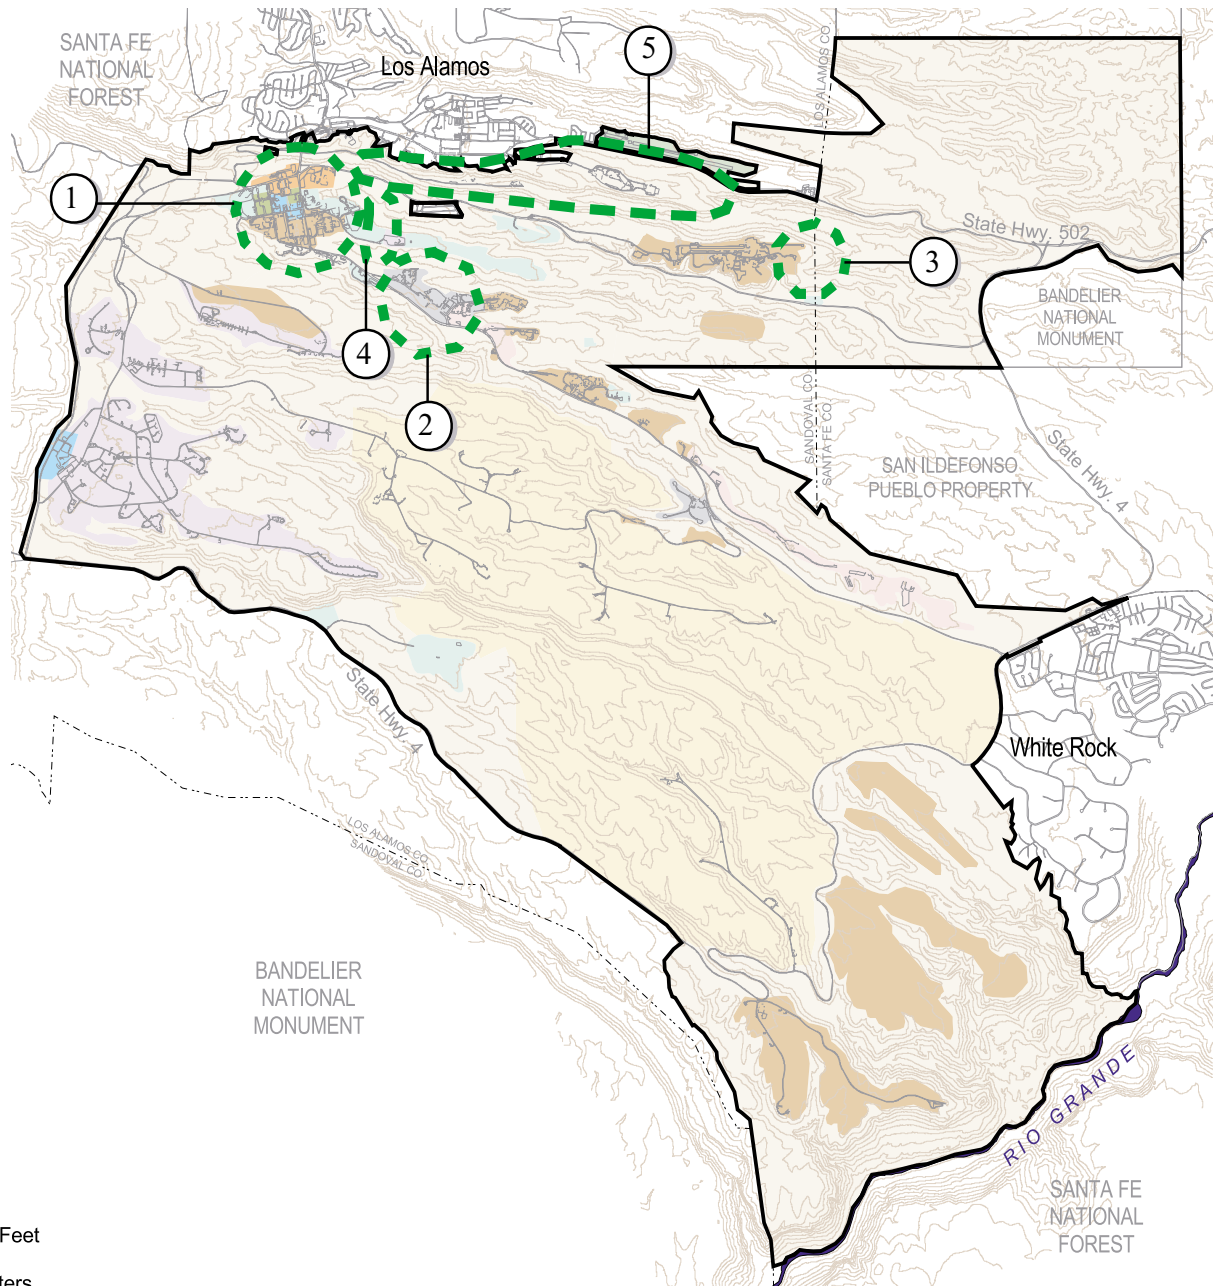 SANTA FE
NATIONAL
FOREST
Los Alamos
5
LOS ALAMOS CO.
1
State Hwy. 502
3
BANDELIER
NATIONAL
MONUMENT
4
2
SANDOVAL CO.
SANTA FE CO.
SAN ILDEFONSO
PUEBLO PROPERTY
State Hwy. 4
State Hwy. 4
White Rock
LOS ALAMOS CO.
SANDOVAL CO.
BANDELIER
NATIONAL
MONUMENT
RIO GRANDE
SANTA FE
NATIONAL
FOREST
Feet